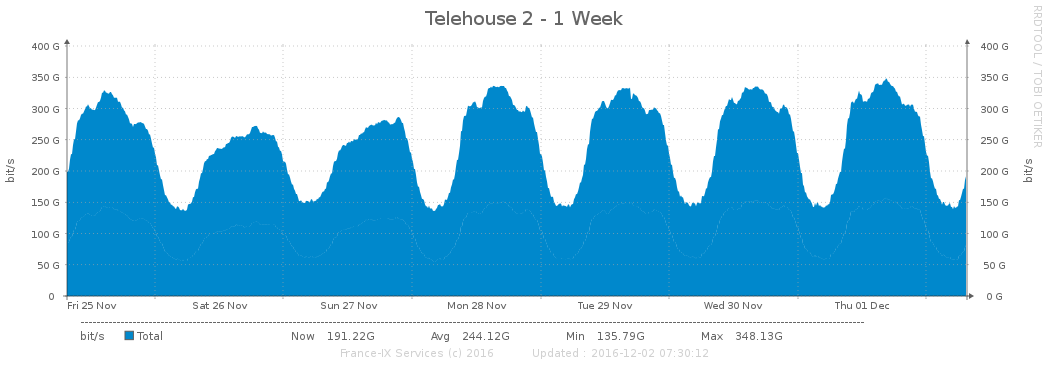 Telehouse 2 - 1 Week
RRDTOOL / TOBI OETIKER
400 G 400 G
350 G 350 G
300 G 300 G
250 G 250 G
200 G 200 G
150 G 150 G
100 G 100 G
50 G 50 G
0 0 G
bit/s bit/s
Fri 25 Nov Sat 26 Nov Sun 27 Nov Mon 28 Nov Tue 29 Nov Wed 30 Nov Thu 01 Dec
bit/s Total Now 191.22G Avg 244.12G Min 135.79G Max 348.13G
France-IX Services (c) 2016 Updated : 2016-12-02 07:30:12